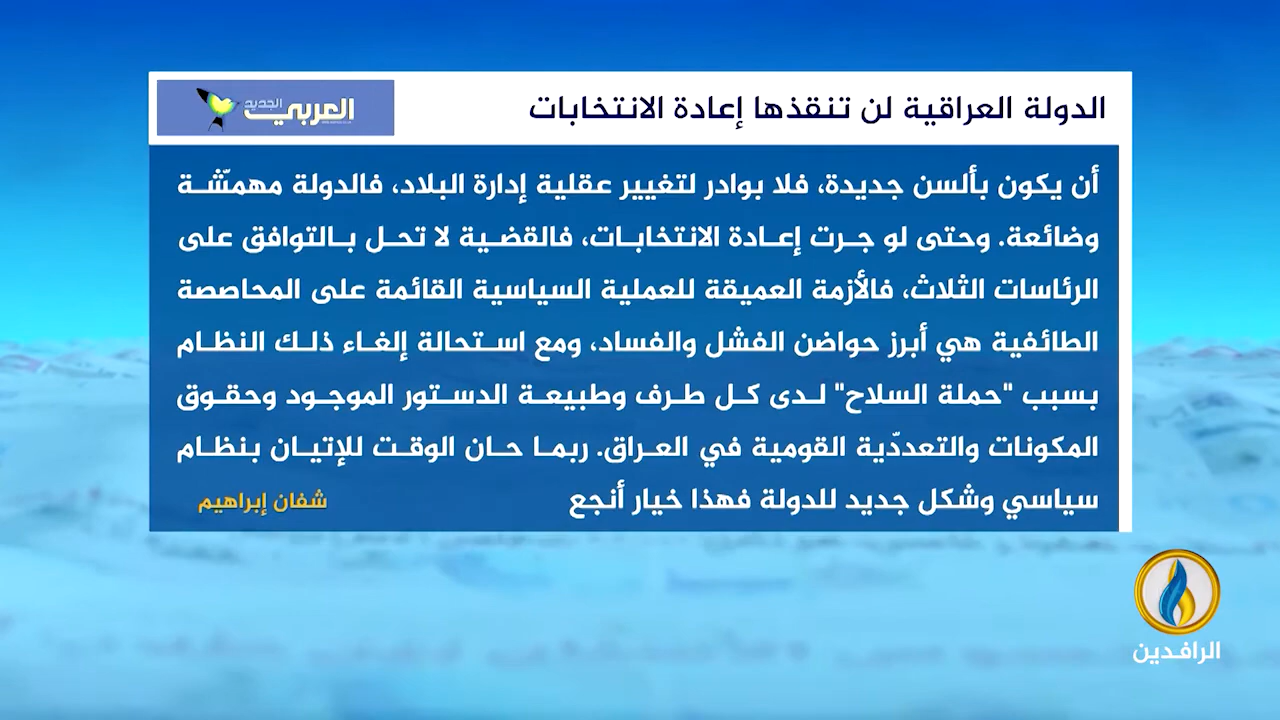 الدولة العراقية لن تنقذها إعادة الانتخابات
العربي الجديد
أن يكون بألسن جديدة، فلا بوادر لتغيير عقلية إدارة البلاد، فالدولة مهمّشة
وضائعة. وحتى لو جرت إعادة الانتخابات، فالقضية لا تحل بالتوافق على
الرئاسات الثلاث، فالأزمة العميقة للعملية السياسية القائمة على المحاصصة
الطائفية هي أبرز حواضن الفشل والفساد، ومع استحالة إلغاء ذلك النظام
بسبب "حملة السلاح" لدى كل طرف وطبيعة الدستور الموجود وحقوق
المكونات والتعددّية القومية في العراق. ربما حان الوقت للإتيان بنظام
سياسي وشكل جديد للدولة فهذا خيار أنجع
شفان إبراهيم
الرافدين